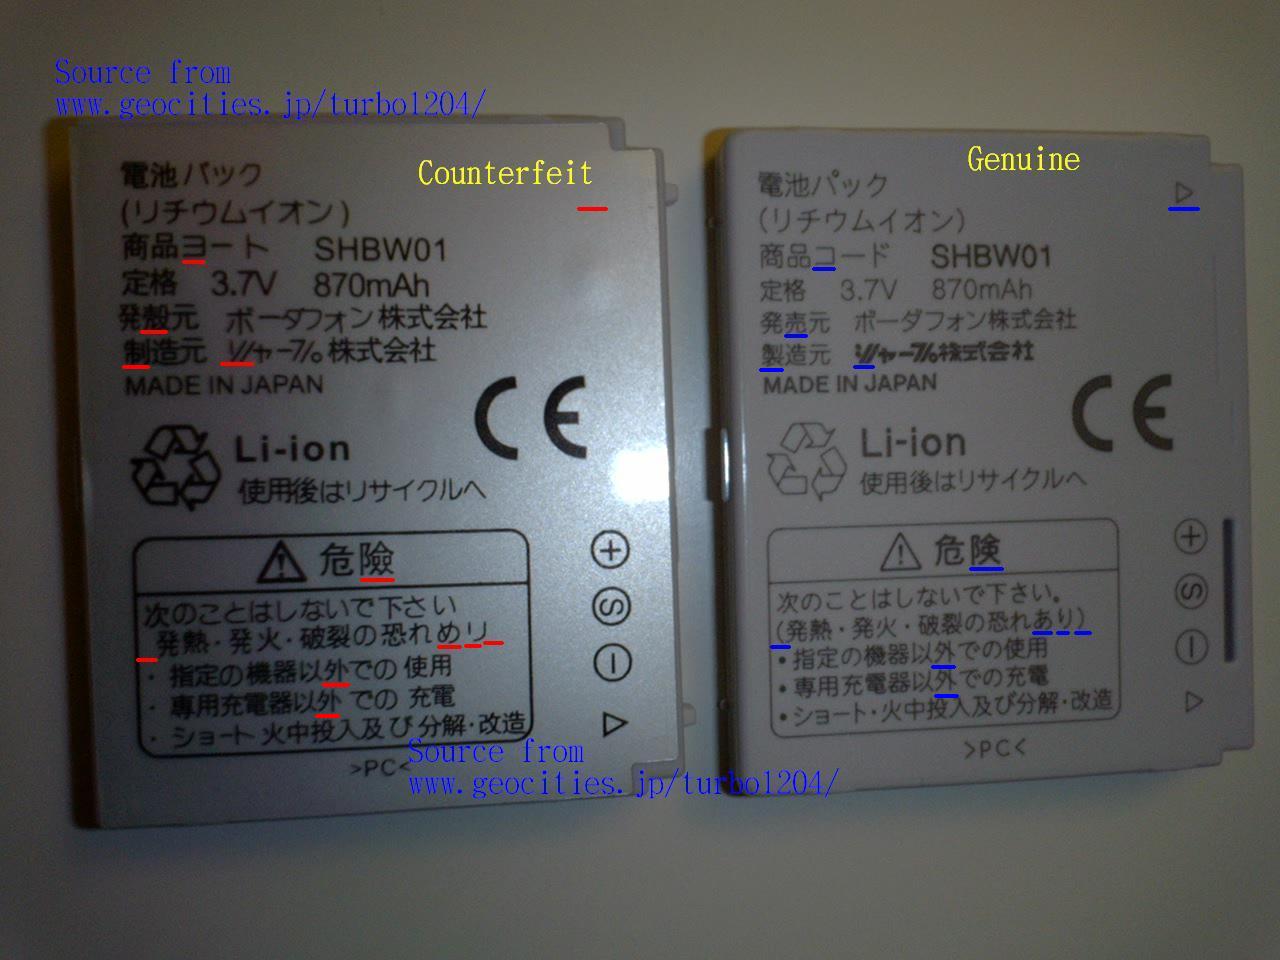 Source from
www.geocities.jp/turbo1204/
Counterfeit
電池バック
(リチウムイオン)
商品ヨート SHBW01
定格 3.7V 870mAh
発殻元 ボーダフォン株式会社
制造元 シャープ株式会社
MADE IN JAPAN
CE
Li-ion
使用後はリサイクルへ
危險
次のことはしないで下さい
発熱・発火・破裂の恐れめリ
・指定の機器以外での使用
・専用充電器以外での充電
・ショート 火中投入及び分解・改造
>PC<
+
S
−
Source from
www.geocities.jp/turbo1204/
Genuine
電池パック
(リチウムイオン)
商品コード SHBW01
定格 3.7V 870mAh
発売元 ボーダフォン株式会社
製造元 シャープ株式会社
MADE IN JAPAN
CE
Li-ion
使用後はリサイクルへ
危険
次のことはしないで下さい。
(発熱・発火・破裂の恐れあり)
・指定の機器以外での使用
・専用充電器以外での充電
・ショート・火中投入及び分解・改造
>PC<
+
S
−